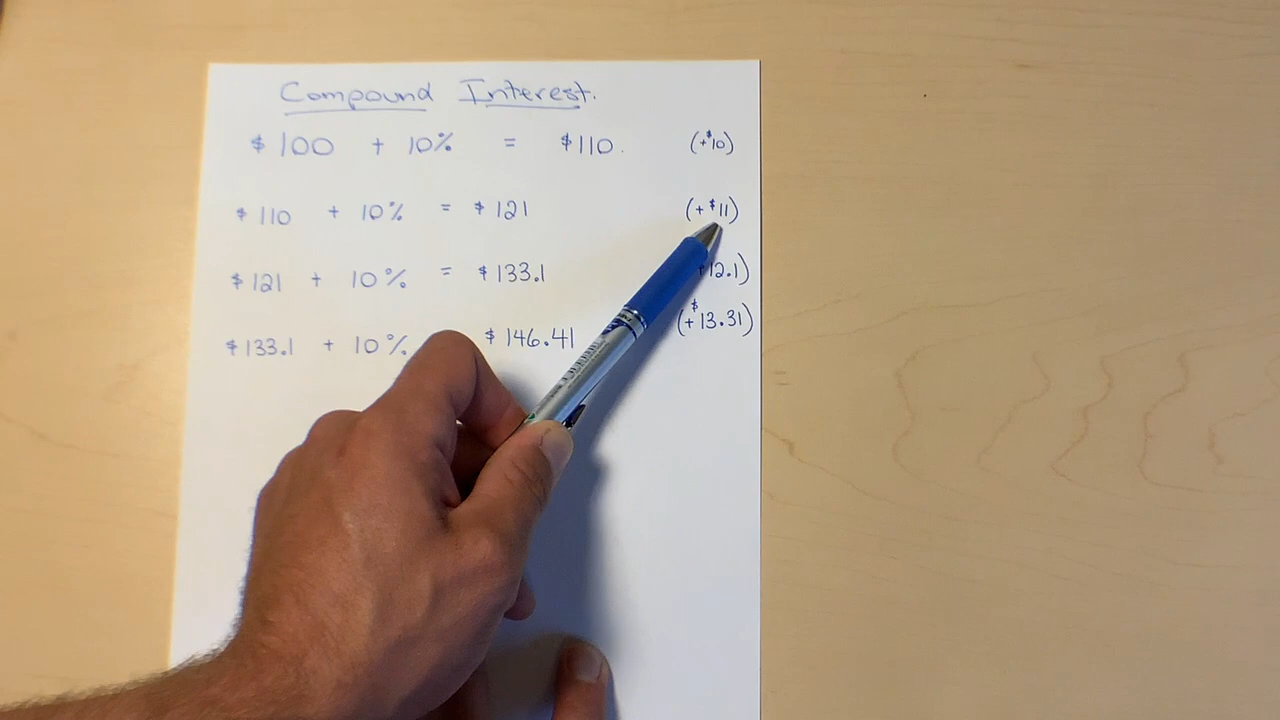 Compound Interest.
$100 + 10% = $110. (+$10)
$110 + 10% = $121 (+$11)
$121 + 10% = $133.1 12.1)
$133.1 + 10% $146.41 (+$13.31)